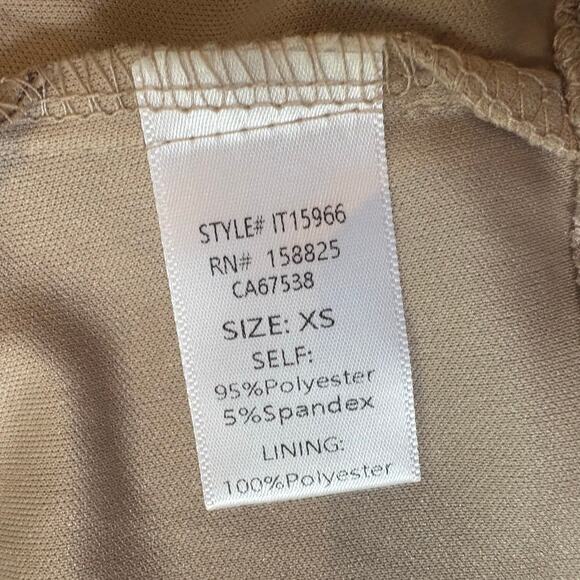 STYLE# IT15966
RN# 158825
CA67538
SIZE: XS
SELF:
95%Polyester
5%Spandex
LINING:
100%Polyester